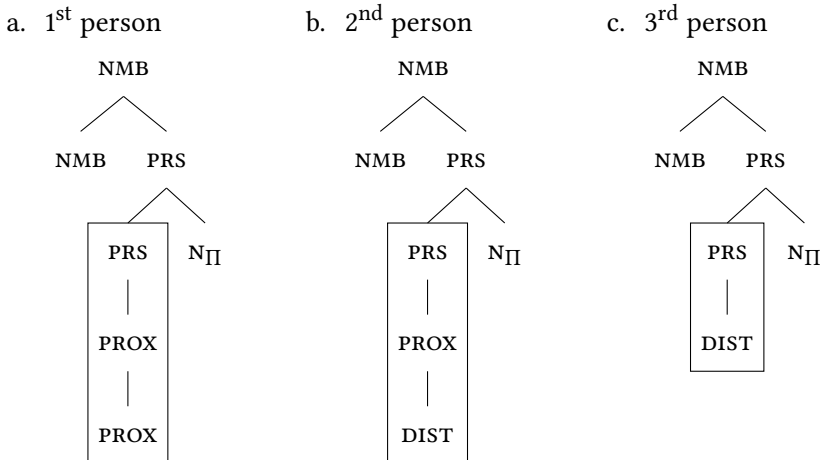 a. 1st person b. 2nd person c. 3rd person
NMB NMB NMB
NMB PRS NMB PRS NMB PRS
PRS NΠ PRS NΠ PRS NΠ
PROX PROX DIST
PROX DIST